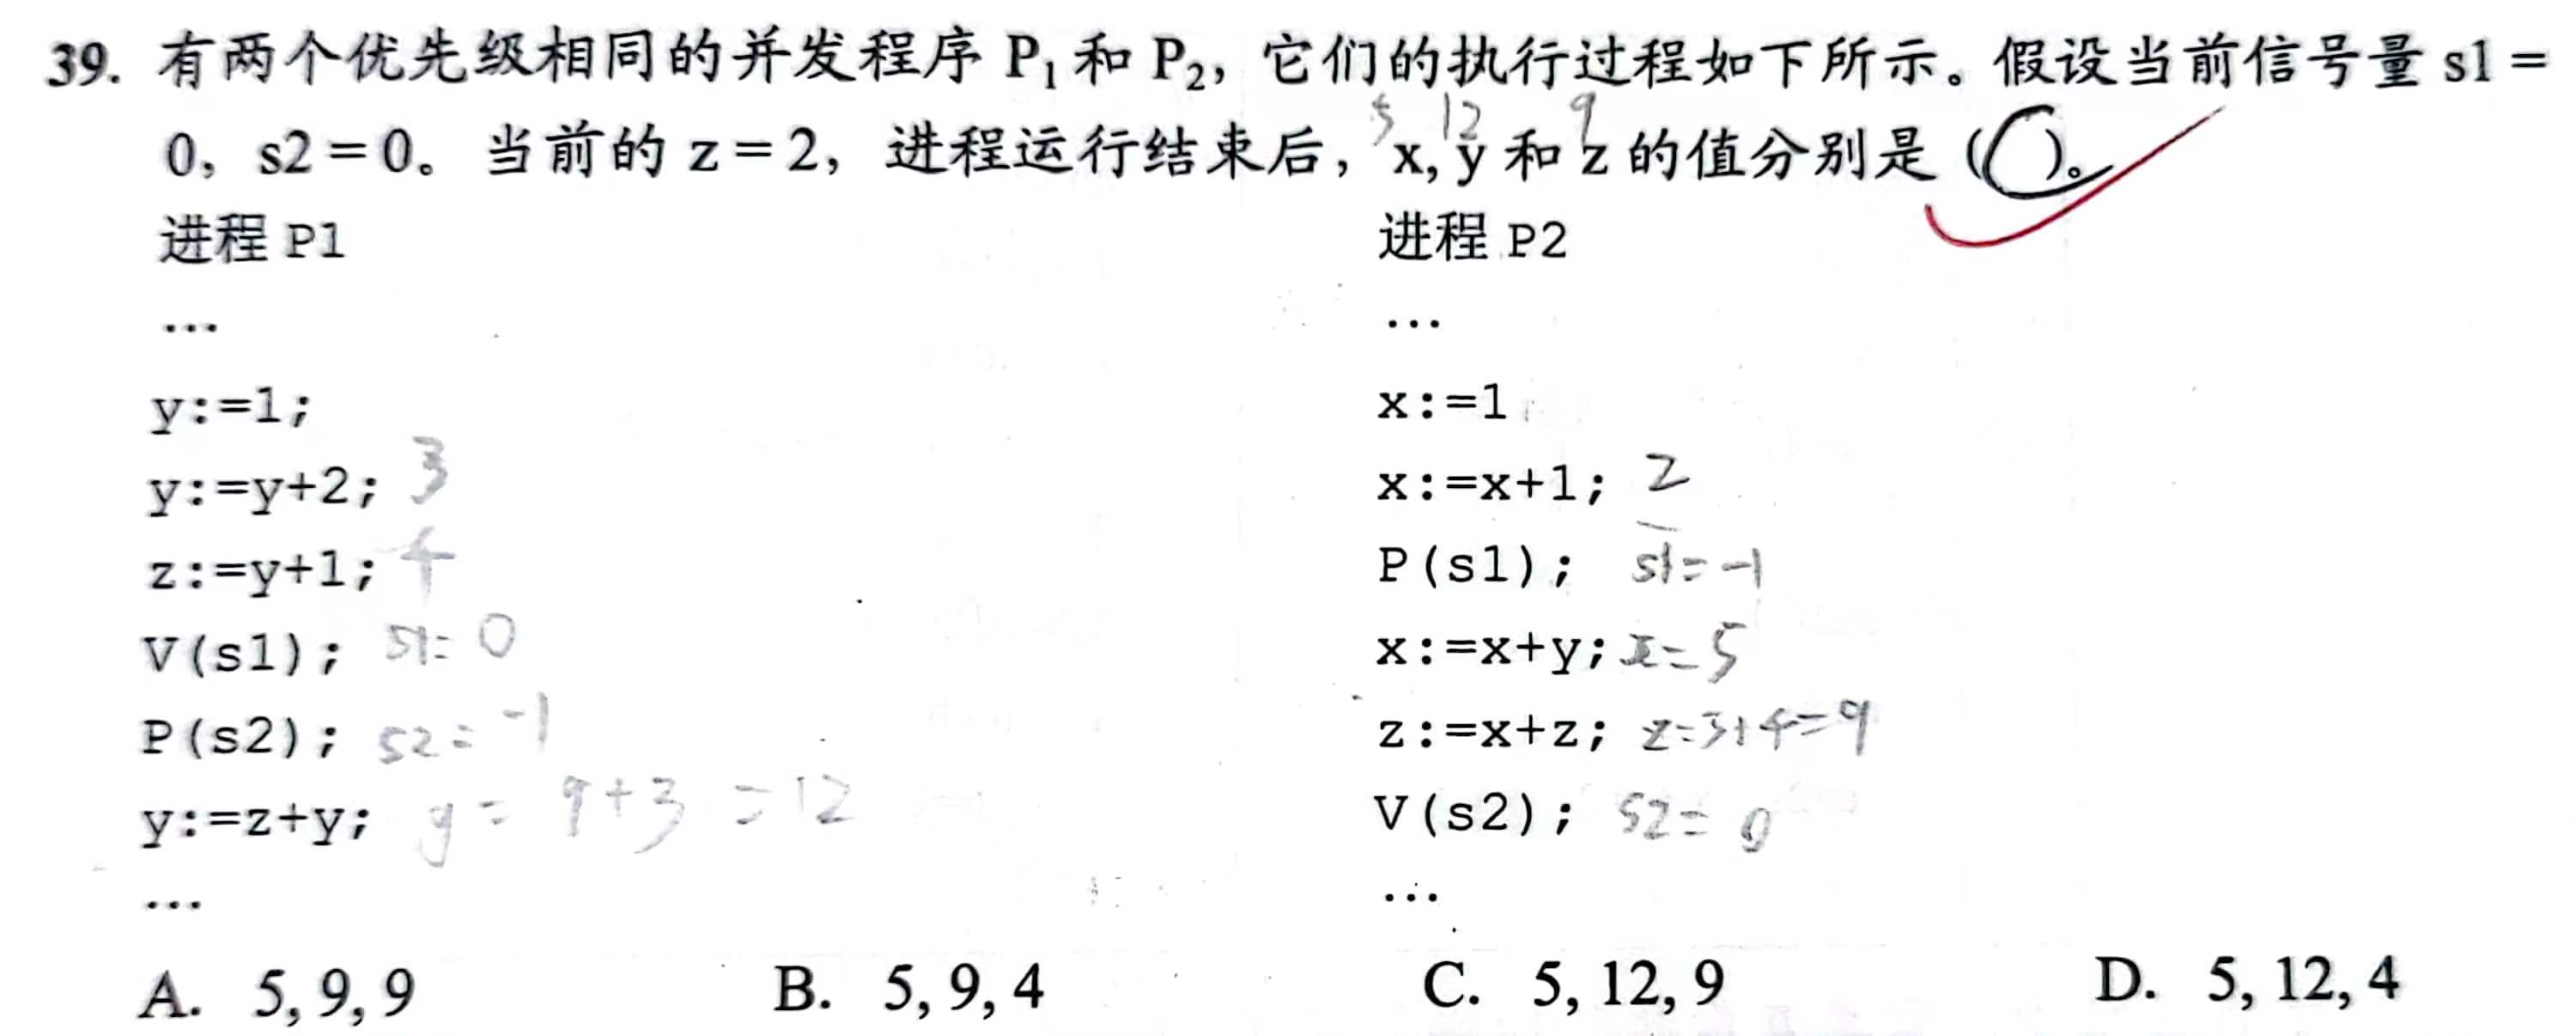 39. 有两个优先级相同的并发程序 P₁和 P₂，它们的执行过程如下所示。假设当前信号量 s1 =
5 12 9
0，s2 = 0。当前的 z = 2，进程运行结束后，x, y 和 z 的值分别是（C）。
进程 P1
...
y:=1;
y:=y+2; 3
z:=y+1; 4
V(s1); s1= 0
P(s2); s2= -1
y:=z+y; y= 9+3 =12
...
进程 P2
...
x:=1
x:=x+1; 2
P(s1); s1=-1
x:=x+y; x=5
z:=x+z; z=5+4=9
V(s2); s2= 0
...
A. 5, 9, 9 B. 5, 9, 4 C. 5, 12, 9 D. 5, 12, 4